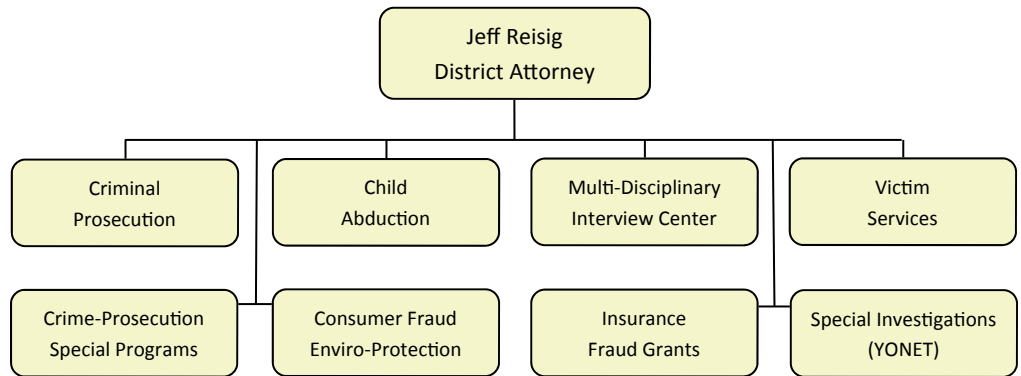 Jeff Reisig
District Attorney
Criminal
Prosecution
Child
Abduction
Multi-Disciplinary
Interview Center
Victim
Services
Crime-Prosecution
Special Programs
Consumer Fraud
Enviro-Protection
Insurance
Fraud Grants
Special Investigations
(YONET)